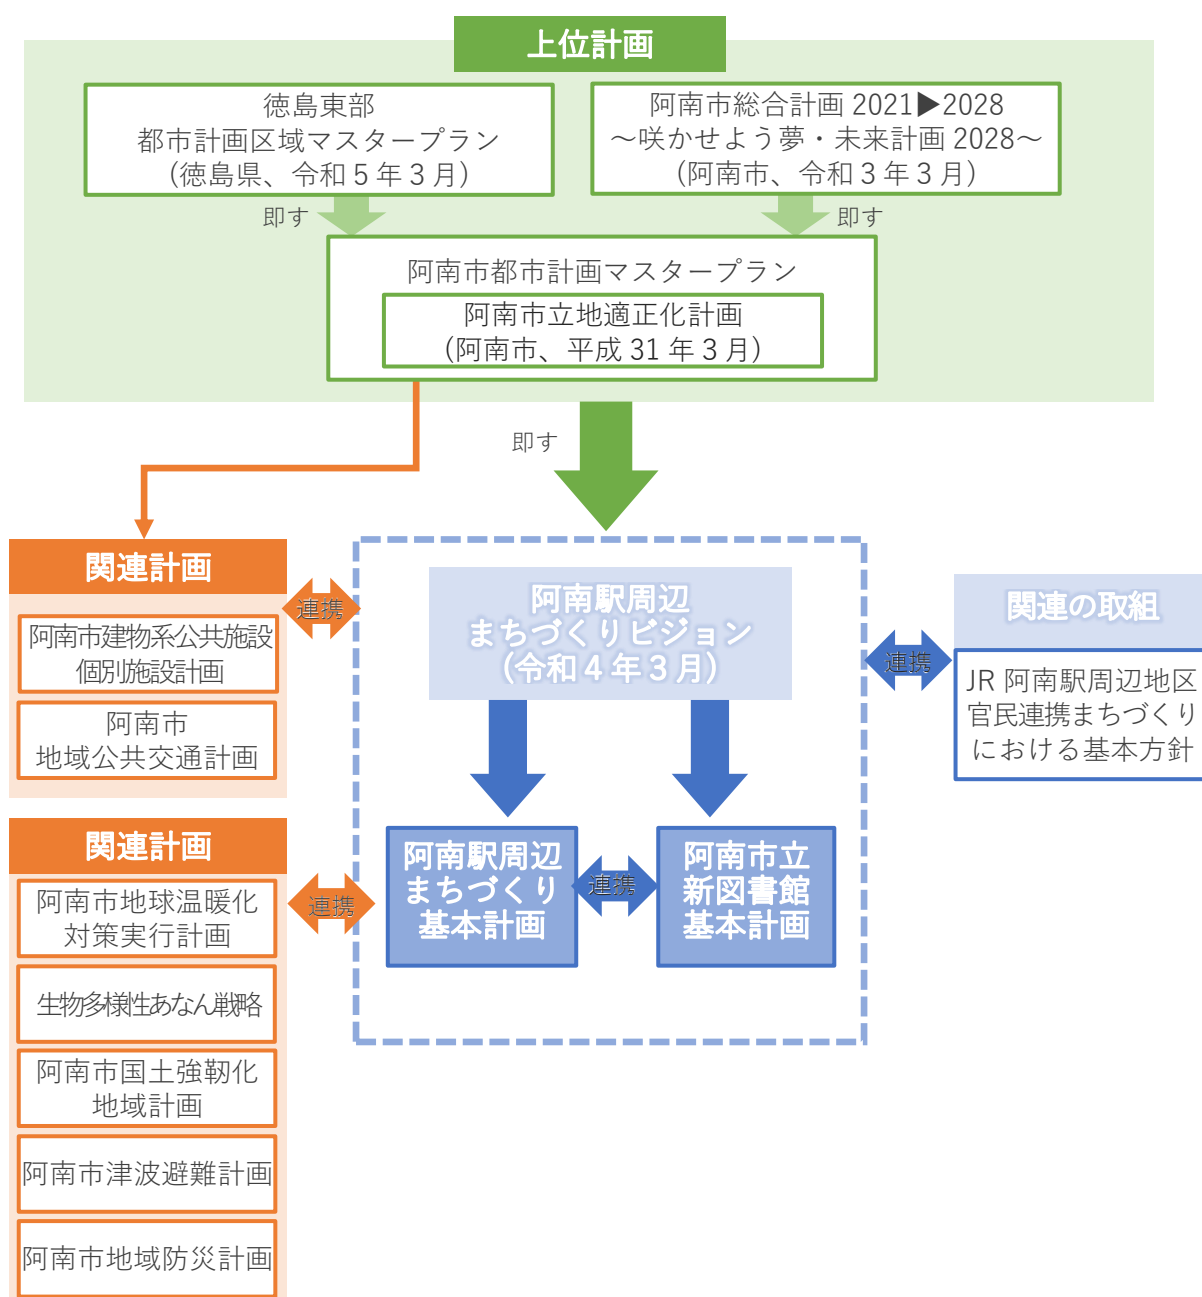 上位計画
徳島東部
都市計画区域マスタープラン
(徳島県、令和5年3月)
阿南市総合計画 2021▶2028
～咲かせよう夢・未来計画 2028～
(阿南市、令和3年3月)
即す
即す
阿南市都市計画マスタープラン
阿南市立地適正化計画
(阿南市、平成 31 年 3 月)
即す
関連計画
阿南市建物系公共施設
個別施設計画
阿南市
地域公共交通計画
連携
阿南駅周辺
まちづくりビジョン
(令和4年3月)
連携
関連の取組
JR 阿南駅周辺地区
官民連携まちづくり
における基本方針
関連計画
阿南市地球温暖化
対策実行計画
生物多様性あなん戦略
阿南市国土強靭化
地域計画
阿南市津波避難計画
阿南市地域防災計画
連携
阿南駅周辺
まちづくり
基本計画
連携
阿南市立
新図書館
基本計画